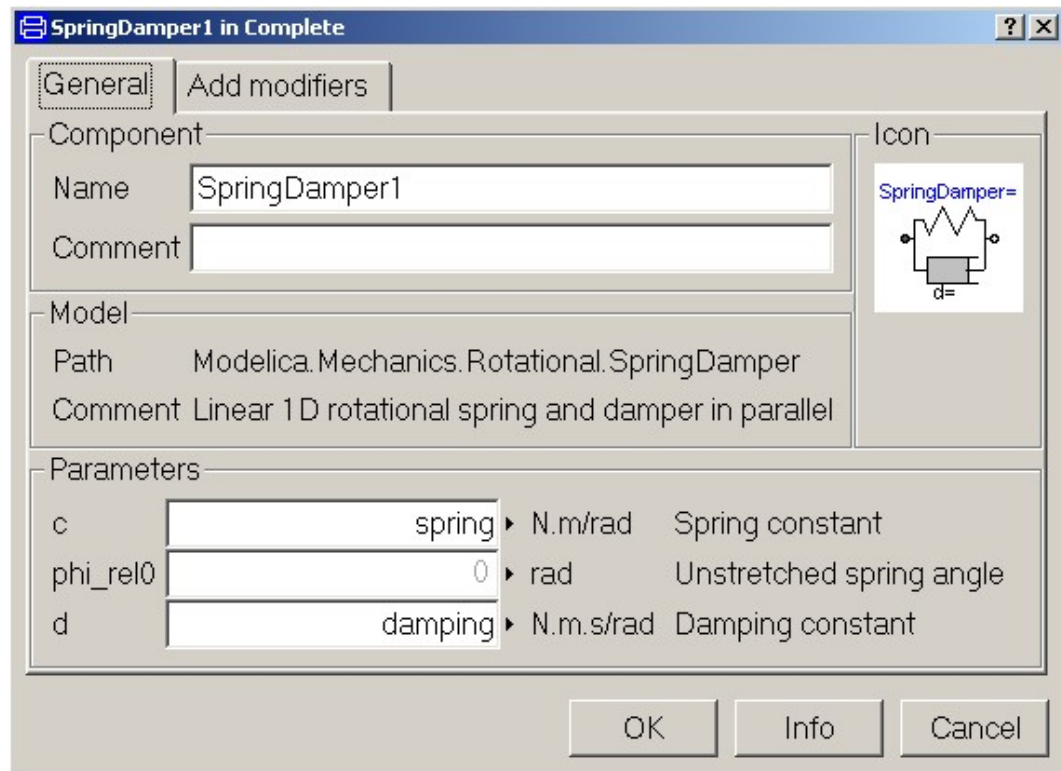 SpringDamper1 in Complete
General Add modifiers
Component
Name SpringDamper1
Comment
Icon
SpringDamper=
d=
Model
Path Modelica.Mechanics.Rotational.SpringDamper
Comment Linear 1D rotational spring and damper in parallel
Parameters
c spring N.m/rad Spring constant
phi_rel0 0 rad Unstretched spring angle
d damping N.m.s/rad Damping constant
OK Info Cancel